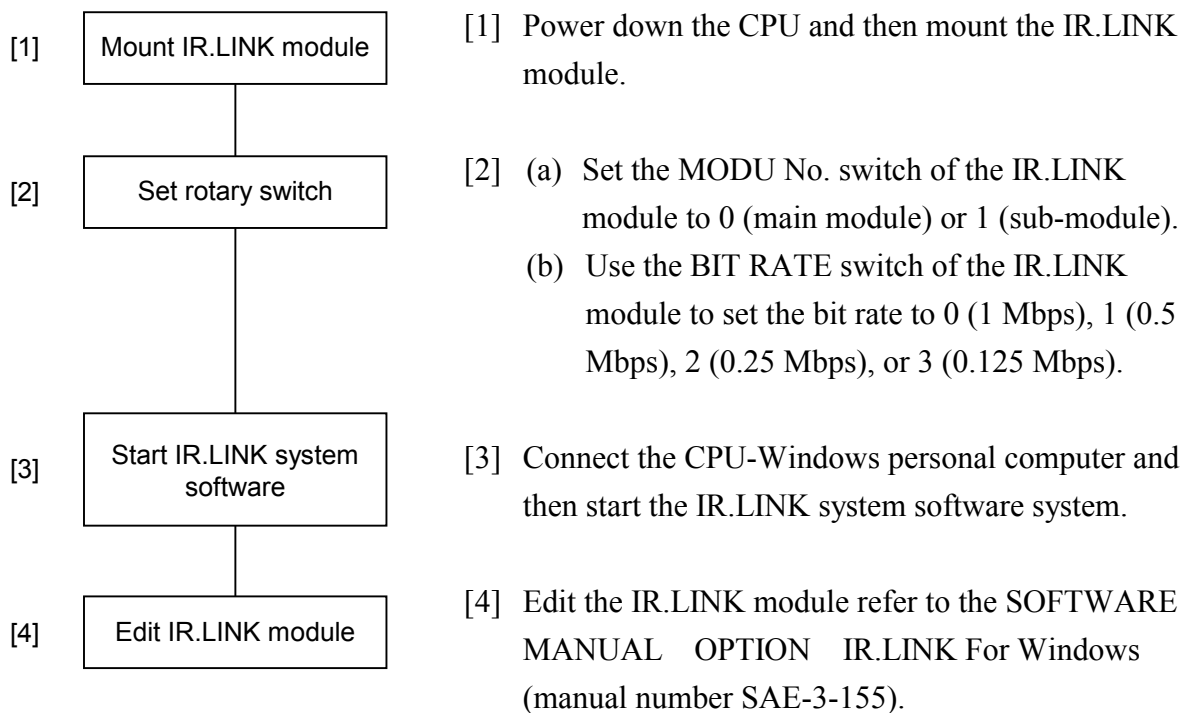 [1]
Mount IR.LINK module
[1] Power down the CPU and then mount the IR.LINK
module.
[2]
Set rotary switch
[2] (a) Set the MODU No. switch of the IR.LINK
module to 0 (main module) or 1 (sub-module).
(b) Use the BIT RATE switch of the IR.LINK
module to set the bit rate to 0 (1 Mbps), 1 (0.5
Mbps), 2 (0.25 Mbps), or 3 (0.125 Mbps).
[3]
Start IR.LINK system
software
[3] Connect the CPU-Windows personal computer and
then start the IR.LINK system software system.
[4]
Edit IR.LINK module
[4] Edit the IR.LINK module refer to the SOFTWARE
MANUAL OPTION IR.LINK For Windows
(manual number SAE-3-155).